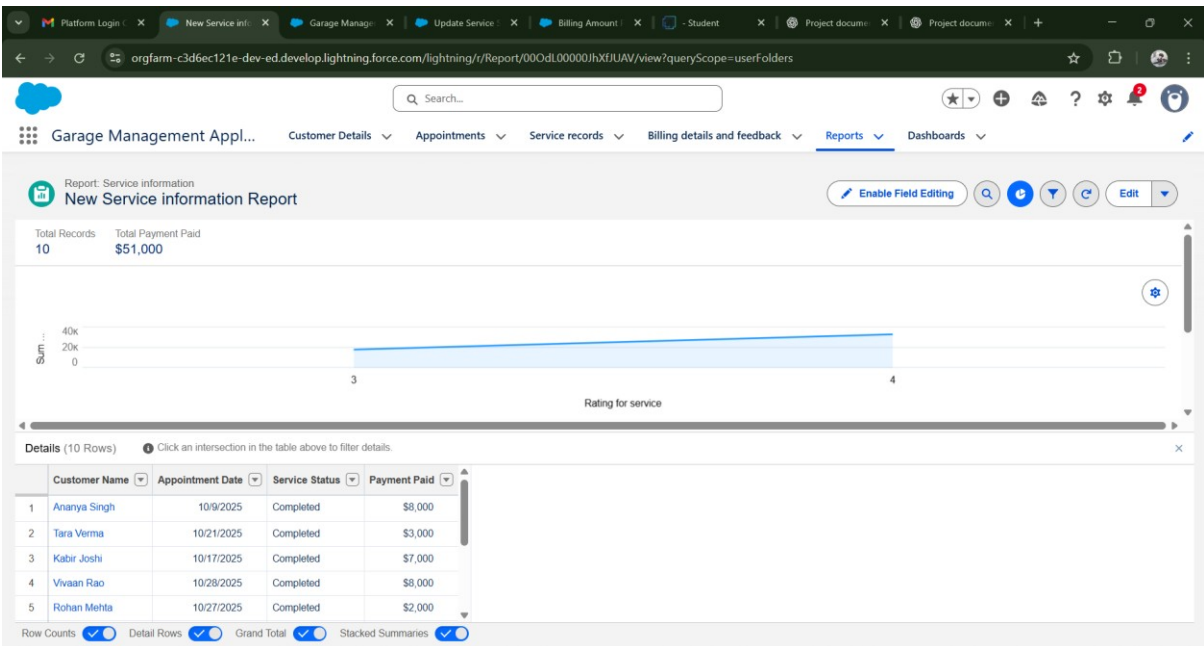 Platform Login C New Service info Garage Manage Update Service Billing Amount - Student Project docume Project docume
orgfarm-c3d6ec121e-dev-ed.develop.lightning.force.com/lightning/r/Report/00OdL00000JhXfJUAV/view?queryScope=userFolders
Search...
2
Garage Management Appl... Customer Details Appointments Service records Billing details and feedback Reports Dashboards
Report: Service information
New Service information Report
Enable Field Editing Edit
Total Records Total Payment Paid
10 $51,000
40K
20K
0
Sum ...
3 4
Rating for service
Details (10 Rows) Click an intersection in the table above to filter details.
Customer Name Appointment Date Service Status Payment Paid
1 Ananya Singh 10/9/2025 Completed $8,000
2 Tara Verma 10/21/2025 Completed $3,000
3 Kabir Joshi 10/17/2025 Completed $7,000
4 Vivaan Rao 10/28/2025 Completed $8,000
5 Rohan Mehta 10/27/2025 Completed $2,000
Row Counts Detail Rows Grand Total Stacked Summaries